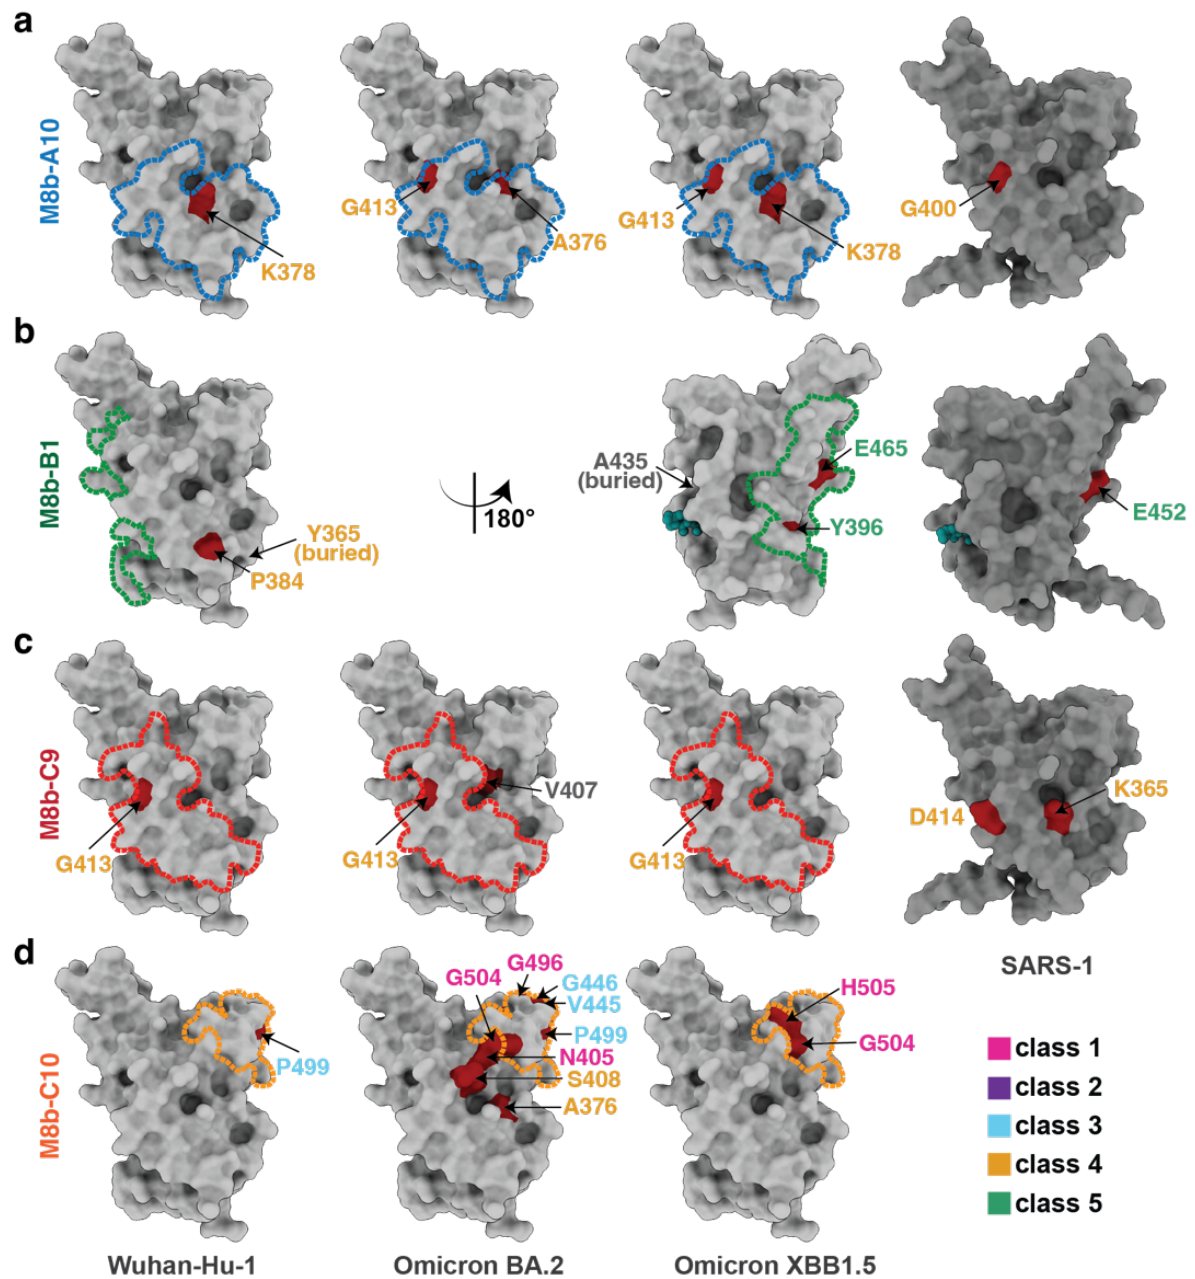 a
M8b-A10
K378
G413
A376
G413
K378
G400
b
M8b-B1
Y365
(buried)
P384
180°
A435
(buried)
E465
Y396
E452
c
M8b-C9
G413
G413
V407
G413
D414
K365
d
M8b-C10
P499
G504
G496
G446
V445
P499
N405
S408
A376
H505
G504
SARS-1
class 1
class 2
class 3
class 4
class 5
Wuhan-Hu-1
Omicron BA.2
Omicron XBB1.5